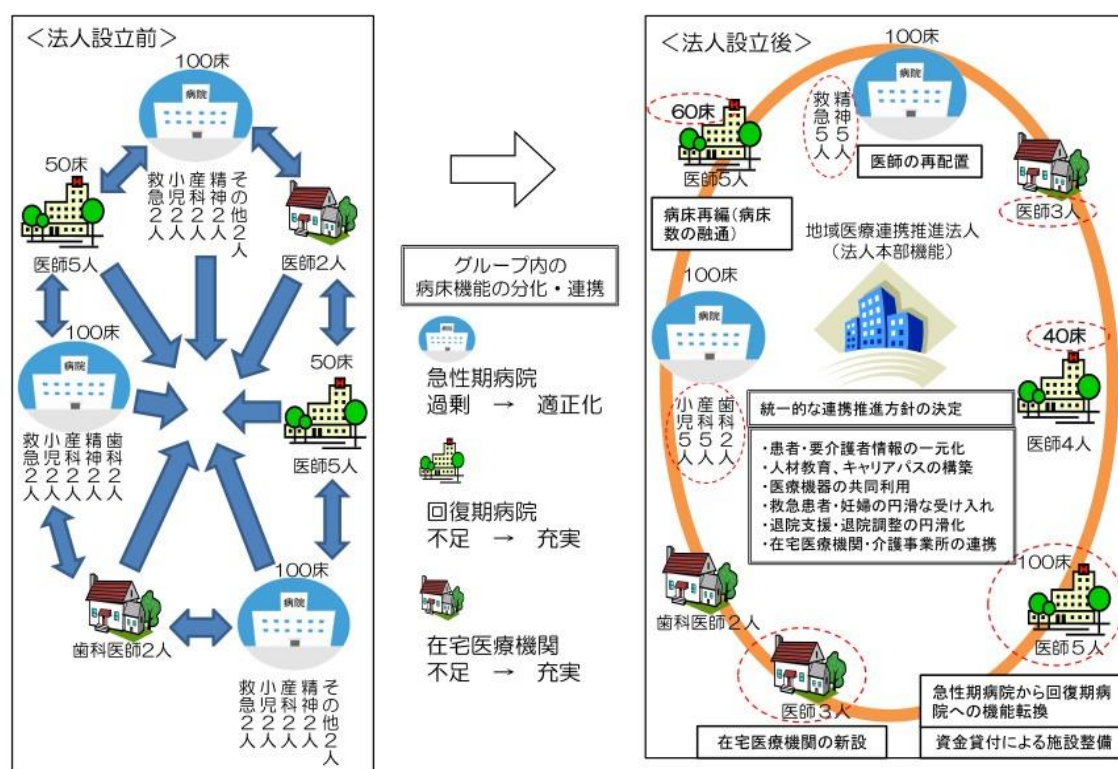 ＜法人設立前＞
100床
病院
50床
医師5人
救急2人
小児2人
産科2人
精神2人
その他2人
医師2人
100床
病院
救急2人
小児2人
産科2人
精神2人
歯科2人
50床
医師5人
歯科医師2人
100床
病院
救急2人
小児2人
産科2人
精神2人
その他2人
グループ内の
病床機能の分化・連携
病院
急性期病院
過剰 → 適正化
回復期病院
不足 → 充実
在宅医療機関
不足 → 充実
＜法人設立後＞
100床
病院
救急5人
精神5人
医師の再配置
60床
医師5人
病床再編（病床
数の融通）
医師3人
地域医療連携推進法人
（法人本部機能）
100床
病院
小児5人
産科5人
歯科2人
40床
医師4人
統一的な連携推進方針の決定
・患者・要介護者情報の一元化
・人材教育、キャリアパスの構築
・医療機器の共同利用
・救急患者・妊婦の円滑な受け入れ
・退院支援・退院調整の円滑化
・在宅医療機関・介護事業所の連携
歯科医師2人
100床
医師5人
医師3人
在宅医療機関の新設
急性期病院から回復期病
院への機能転換
資金貸付による施設整備